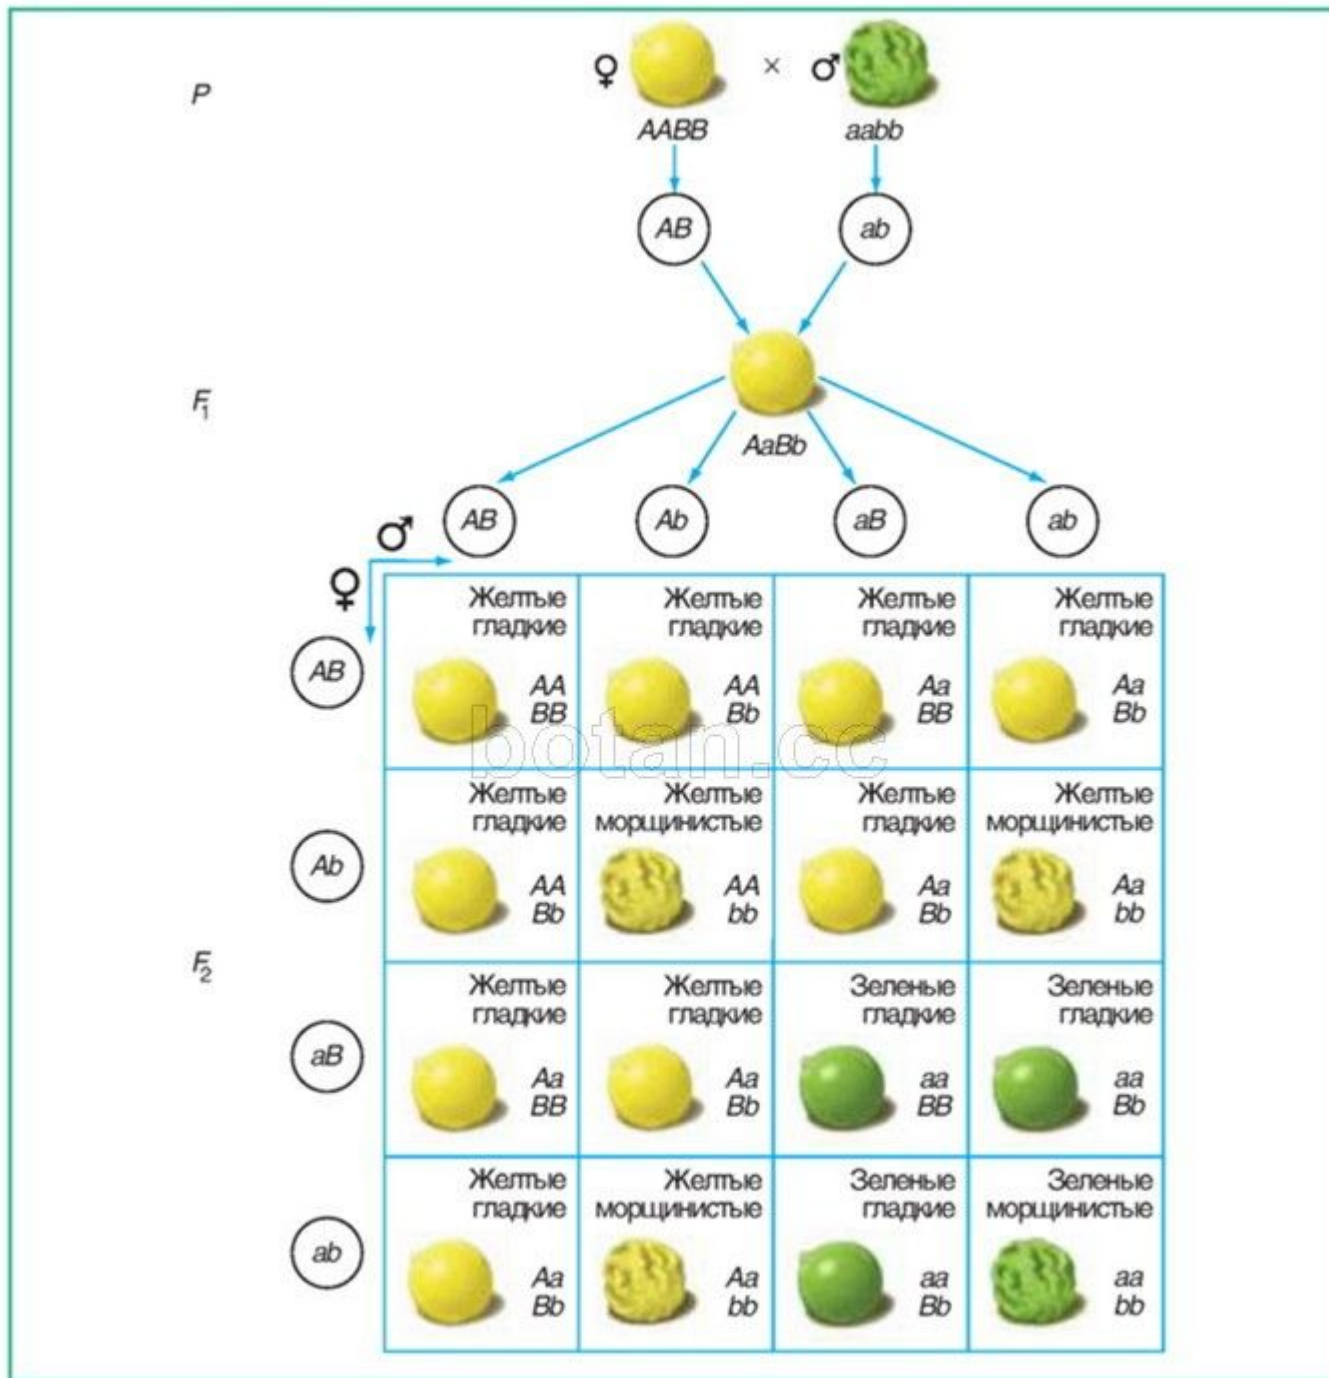 P
♀ × ♂
AABB aabb
AB ab
F1
AaBb
♂ AB Ab aB ab
♀
Желтые Желтые Желтые Желтые
гладкие гладкие гладкие гладкие
AB
AA AA Aa Aa
BB Bb BB Bb
botan.cc
Желтые Желтые Желтые Желтые
гладкие морщинистые гладкие морщинистые
Ab
AA AA Aa Aa
Bb bb Bb bb
F2
Желтые Желтые Зеленые Зеленые
гладкие гладкие гладкие гладкие
aB
Aa Aa aa aa
BB Bb BB Bb
Желтые Желтые Зеленые Зеленые
гладкие морщинистые гладкие морщинистые
ab
Aa Aa aa aa
Bb bb Bb bb